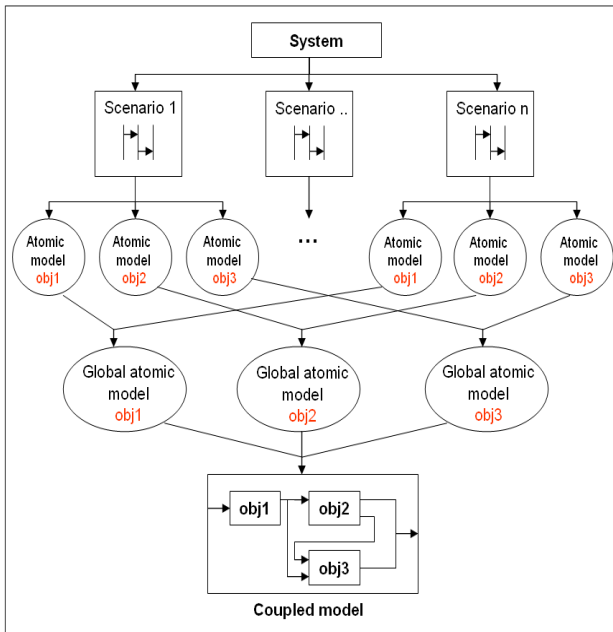 System
Scenario 1
Scenario ..
Scenario n
Atomic
model
obj1
Atomic
model
obj2
Atomic
model
obj3
...
Atomic
model
obj1
Atomic
model
obj2
Atomic
model
obj3
Global atomic
model
obj1
Global atomic
model
obj2
Global atomic
model
obj3
obj1
obj2
obj3
Coupled model